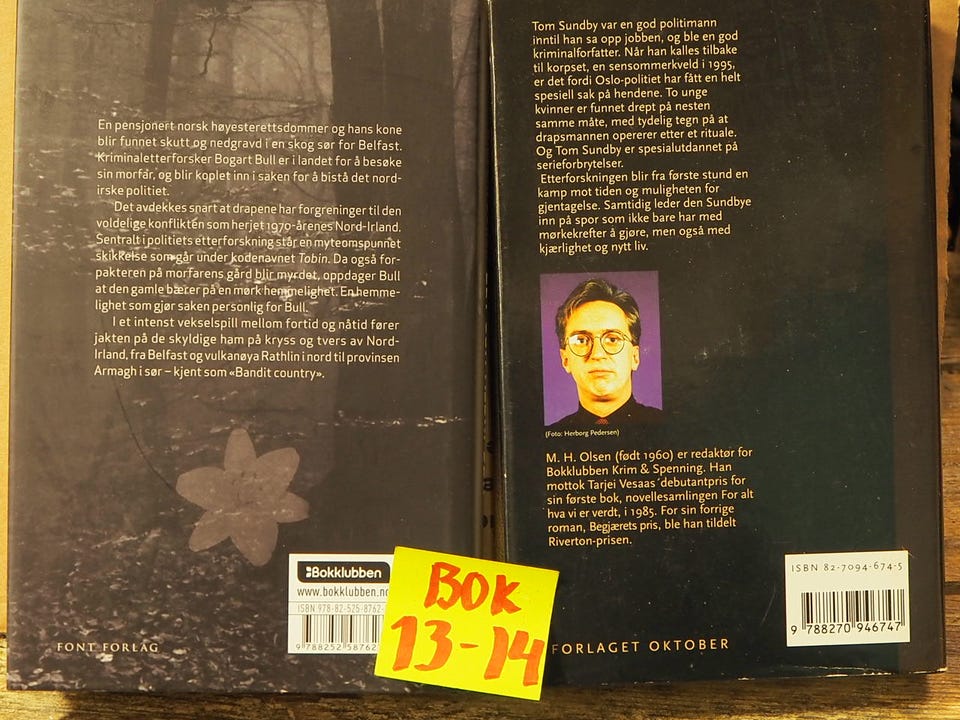 En pensjonert norsk høyesterettsdommer og hans kone
blir funnet skutt og nedgravd i en skog sør for Belfast.
Kriminaletterforsker Bogart Bull er i landet for å besøke
sin morfar, og blir koplet inn i saken for å bistå det nord-
irske politiet.
Det avdekkes snart at drapene har forgreninger til den
voldelige konflikten som herjet 1970-årenes Nord-Irland.
Sentralt i politiets etterforskning står en myteomspunnet
skikkelse som går under kodenavnet Tobin. Da også for-
pakteren på morfarens gård blir myrdet, oppdager Bull
at den gamle bærer på en mørk hemmelighet. En hemme-
lighet som gjør saken personlig for Bull.
I et intenst vekselspill mellom fortid og nåtid fører
jakten på de skyldige ham på kryss og tvers av Nord-
Irland, fra Belfast og vulkanøya Rathlin i nord til provinsen
Armagh i sør – kjent som «Bandit country».
Bokklubben
www.bokklubben.no
ISBN 978-82-525-8762
9 788252 58762
FONT FORLAG
Tom Sundby var en god politimann
inntil han sa opp jobben, og ble en god
kriminalforfatter. Når han kalles tilbake
til korpset, en sensommerkveld i 1995,
er det fordi Oslo-politiet har fått en helt
spesiell sak på hendene. To unge
kvinner er funnet drept på nesten
samme måte, med tydelig tegn på at
drapsmannen opererer etter et rituale.
Og Tom Sundby er spesialutdannet på
serieforbrytelser.
Etterforskningen blir fra første stund en
kamp mot tiden og muligheten for
gjentagelse. Samtidig leder den Sundbye
inn på spor som ikke bare har med
mørkekrefter å gjøre, men også med
kjærlighet og nytt liv.
(Foto: Herborg Pedersen)
M. H. Olsen (født 1960) er redaktør for
Bokklubben Krim & Spenning. Han
mottok Tarjei Vesaas´debutantpris for
sin første bok, novellesamlingen For alt
hva vi er verdt, i 1985. For sin forrige
roman, Begjærets pris, ble han tildelt
Riverton-prisen.
ISBN 82-7094-674-5
9 788270 946747
FORLAGET OKTOBER
BOK
13-14